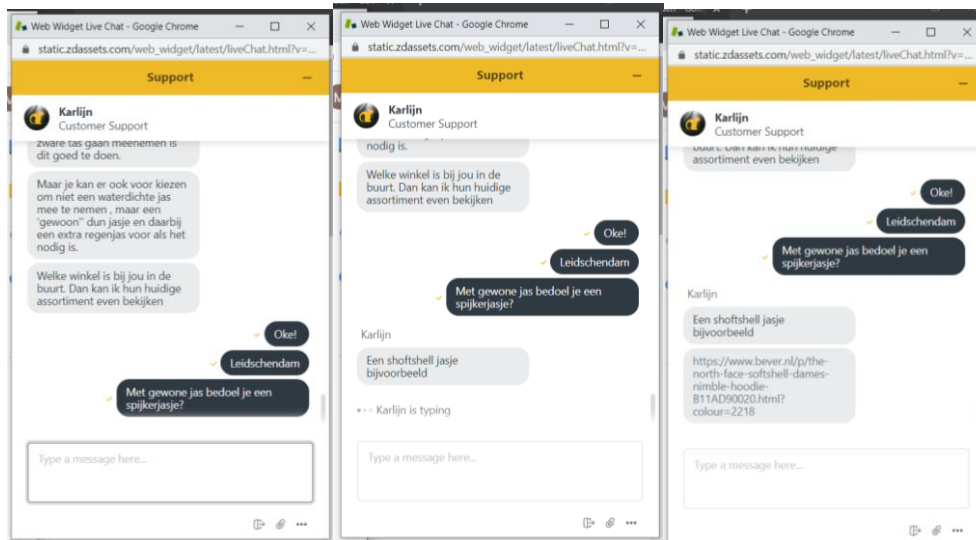 Web Widget Live Chat - Google Chrome
static.zdassets.com/web_widget/latest/liveChat.html?v=...
Support
Karlijn
Customer Support
zware tas gaan meenemen is
dit goed te doen.
Maar je kan er ook voor kiezen
om niet een waterdichte jas
mee te nemen , maar een
'gewoon" dun jasje en daarbij
een extra regenjas voor als het
nodig is.
Welke winkel is bij jou in de
buurt. Dan kan ik hun huidige
assortiment even bekijken
Oke!
Leidschendam
Met gewone jas bedoel je een
spijkerjasje?
Type a message here...
Web Widget Live Chat - Google Chrome
static.zdassets.com/web_widget/latest/liveChat.html?v=...
Support
Karlijn
Customer Support
nodig is.
Welke winkel is bij jou in de
buurt. Dan kan ik hun huidige
assortiment even bekijken
Oke!
Leidschendam
Met gewone jas bedoel je een
spijkerjasje?
Karlijn
Een shoftshell jasje
bijvoorbeeld
Karlijn is typing
Type a message here...
Web Widget Live Chat - Google Chrome
static.zdassets.com/web_widget/latest/liveChat.html?v=...
Support
Karlijn
Customer Support
buurt. Dan kan ik hun huidige
assortiment even bekijken
Oke!
Leidschendam
Met gewone jas bedoel je een
spijkerjasje?
Karlijn
Een shoftshell jasje
bijvoorbeeld
https://www.bever.nl/p/the-
north-face-softshell-dames-
nimble-hoodie-
B11AD90020.html?
colour=2218
Type a message here...